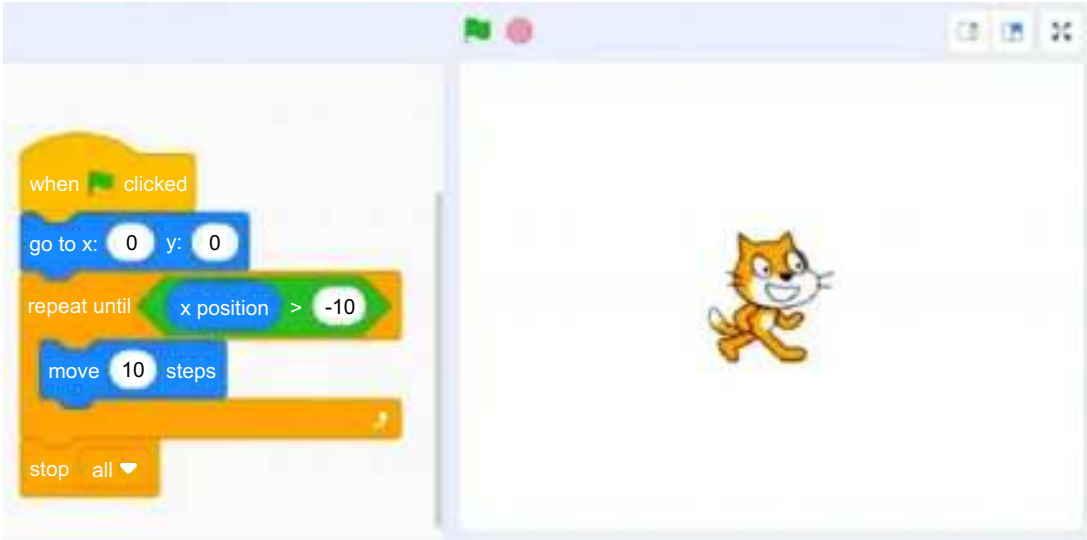 when clicked
go to x: 0 y: 0
repeat until x position > -10
move 10 steps
stop all